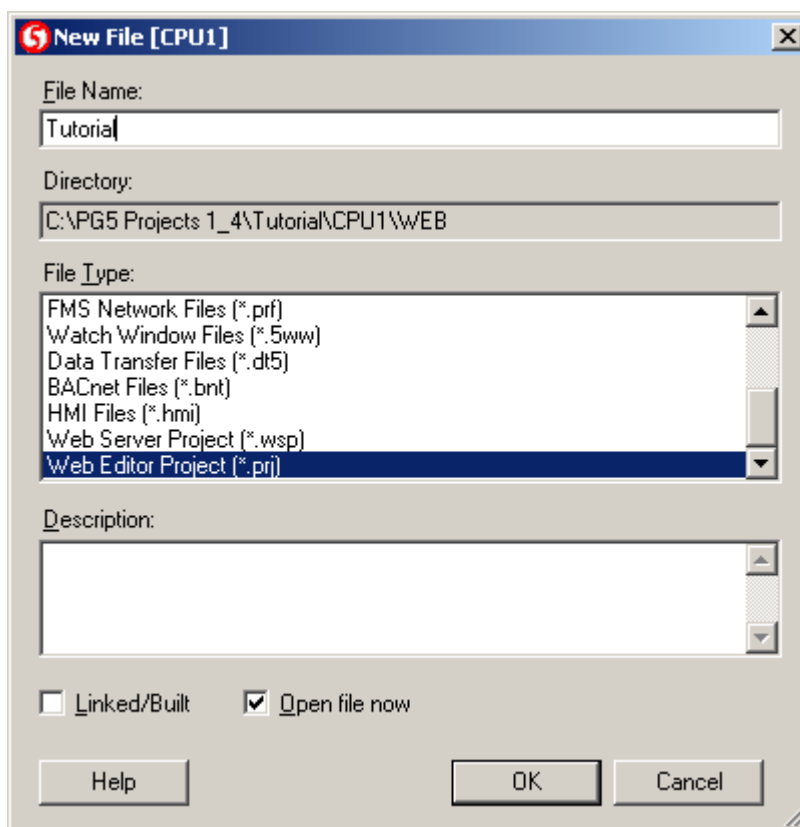 New File [CPU1]
File Name:
Tutorial
Directory:
C:\PG5 Projects 1_4\Tutorial\CPU1\WEB
File Type:
FMS Network Files (*.prf)
Watch Window Files (*.5ww)
Data Transfer Files (*.dt5)
BACnet Files (*.bnt)
HMI Files (*.hmi)
Web Server Project (*.wsp)
Web Editor Project (*.prj)
Description:
Linked/Built Open file now
Help OK Cancel